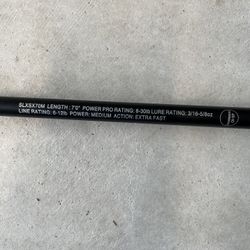 SLXSX70M LENGTH: 7'0" POWER PRO RATING: 8-30lb LURE RATING: 3/16-5/8oz
LINE RATING: 6-12lb POWER: MEDIUM ACTION: EXTRA FAST